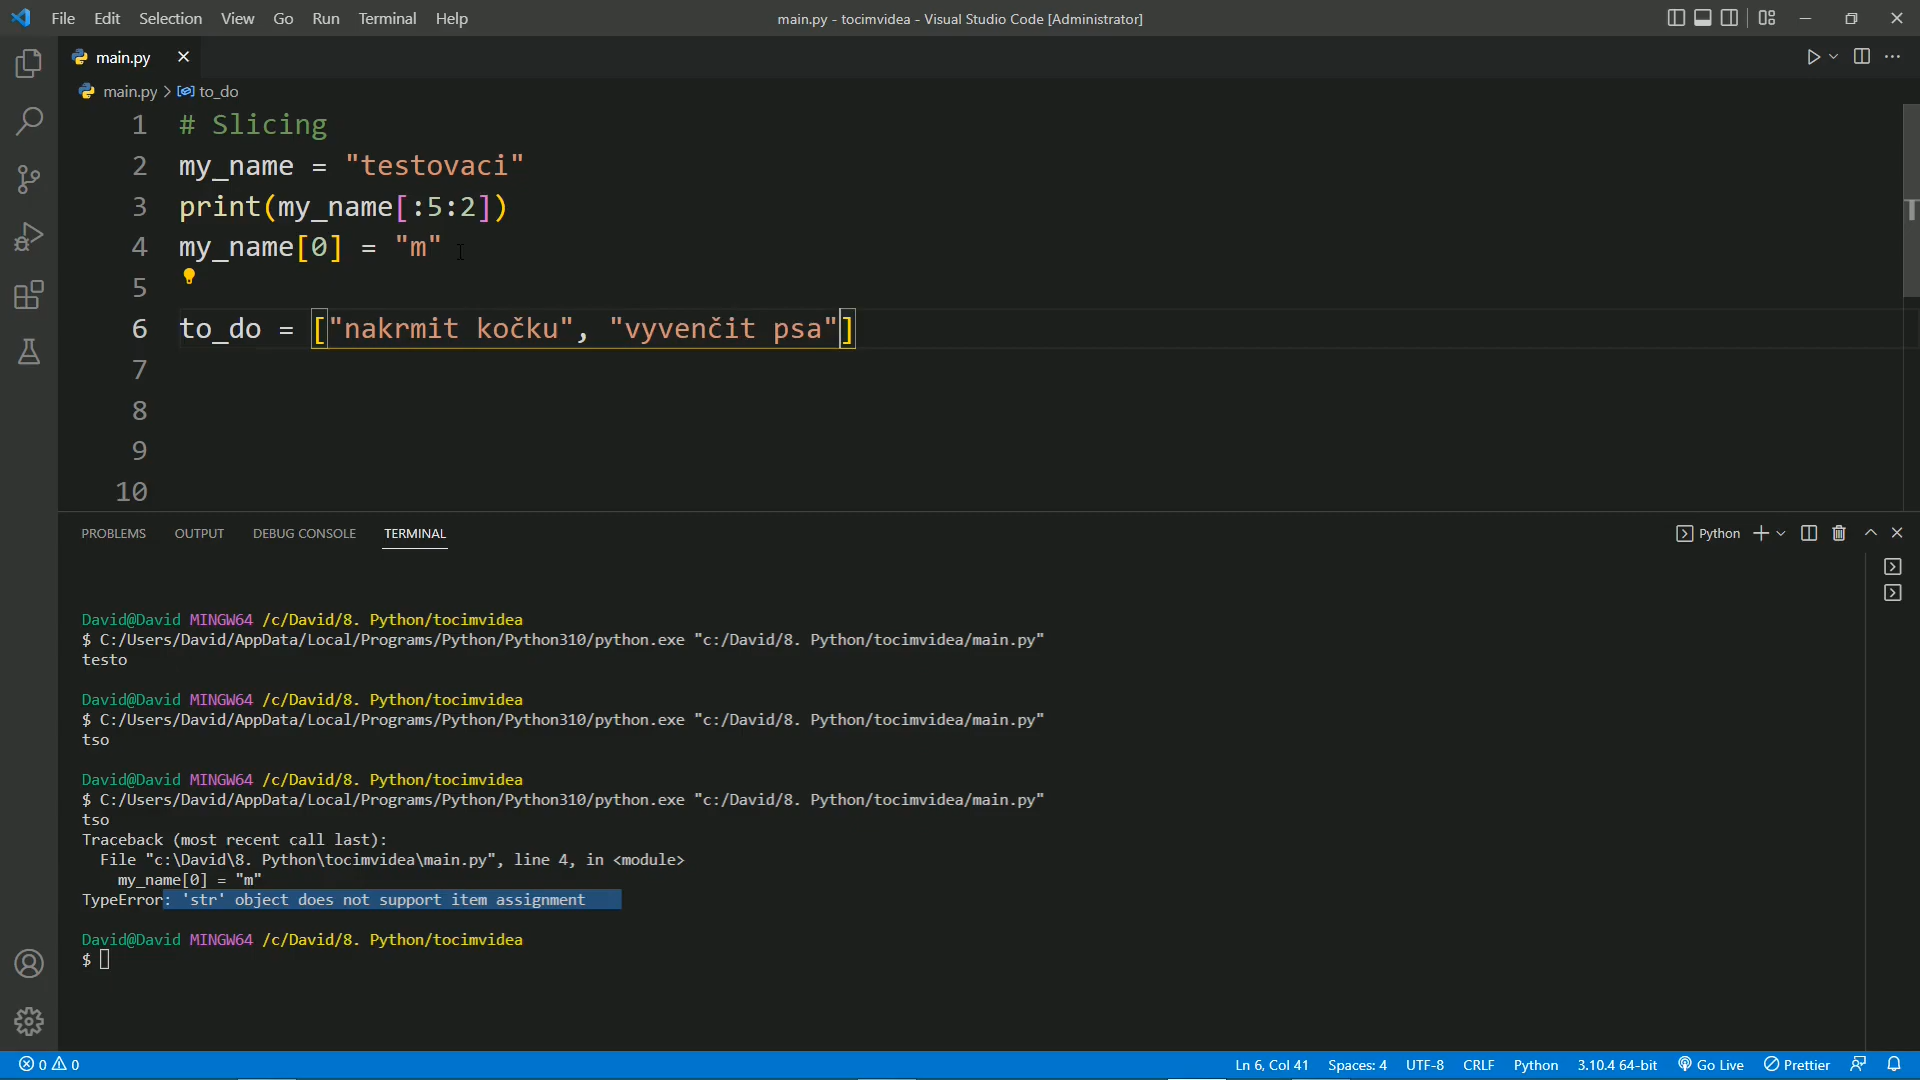 File Edit Selection View Go Run Terminal Help
main.py - tocimvidea - Visual Studio Code [Administrator]
main.py
main.py > to_do
1 # Slicing
2 my_name = "testovaci"
3 print(my_name[:5:2])
4 my_name[0] = "m"
5
6 to_do = ["nakrmit kočku", "vyvenčit psa"]
7
8
9
10
PROBLEMS OUTPUT DEBUG CONSOLE TERMINAL
Python
David@David MINGW64 /c/David/8. Python/tocimvidea
$ C:/Users/David/AppData/Local/Programs/Python/Python310/python.exe "c:/David/8. Python/tocimvidea/main.py"
testo
David@David MINGW64 /c/David/8. Python/tocimvidea
$ C:/Users/David/AppData/Local/Programs/Python/Python310/python.exe "c:/David/8. Python/tocimvidea/main.py"
tso
David@David MINGW64 /c/David/8. Python/tocimvidea
$ C:/Users/David/AppData/Local/Programs/Python/Python310/python.exe "c:/David/8. Python/tocimvidea/main.py"
tso
Traceback (most recent call last):
File "c:\David\8. Python\tocimvidea\main.py", line 4, in <module>
my_name[0] = "m"
TypeError: 'str' object does not support item assignment
David@David MINGW64 /c/David/8. Python/tocimvidea
$
0 0
Ln 6, Col 41 Spaces: 4 UTF-8 CRLF Python 3.10.4 64-bit Go Live Prettier